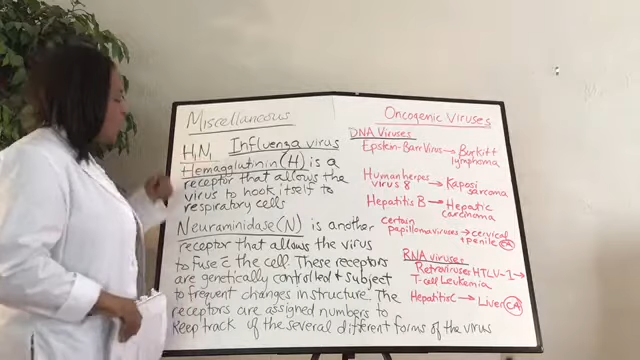 Miscellaneous
H1N1 Influenza virus
Hemagglutinin (H) is a
receptor that allows the
virus to hook itself to
respiratory cells
Neuraminidase (N) is another
receptor that allows the virus
to fuse c̄ the cell. These receptors
are genetically controlled + subject
to frequent changes in structure. The
receptors are assigned numbers to
keep track of the several different forms of the virus
Oncogenic Viruses
DNA Viruses
Epstein-Barr Virus → Burkitt
lymphoma
Human herpes
virus 8 → Kaposi
sarcoma
Hepatitis B → Hepatic
carcinoma
certain
papillomaviruses → cervical
+ penile CA
RNA viruses
Retroviruses HTLV-1 →
T-cell Leukemia
Hepatitis C → Liver CA